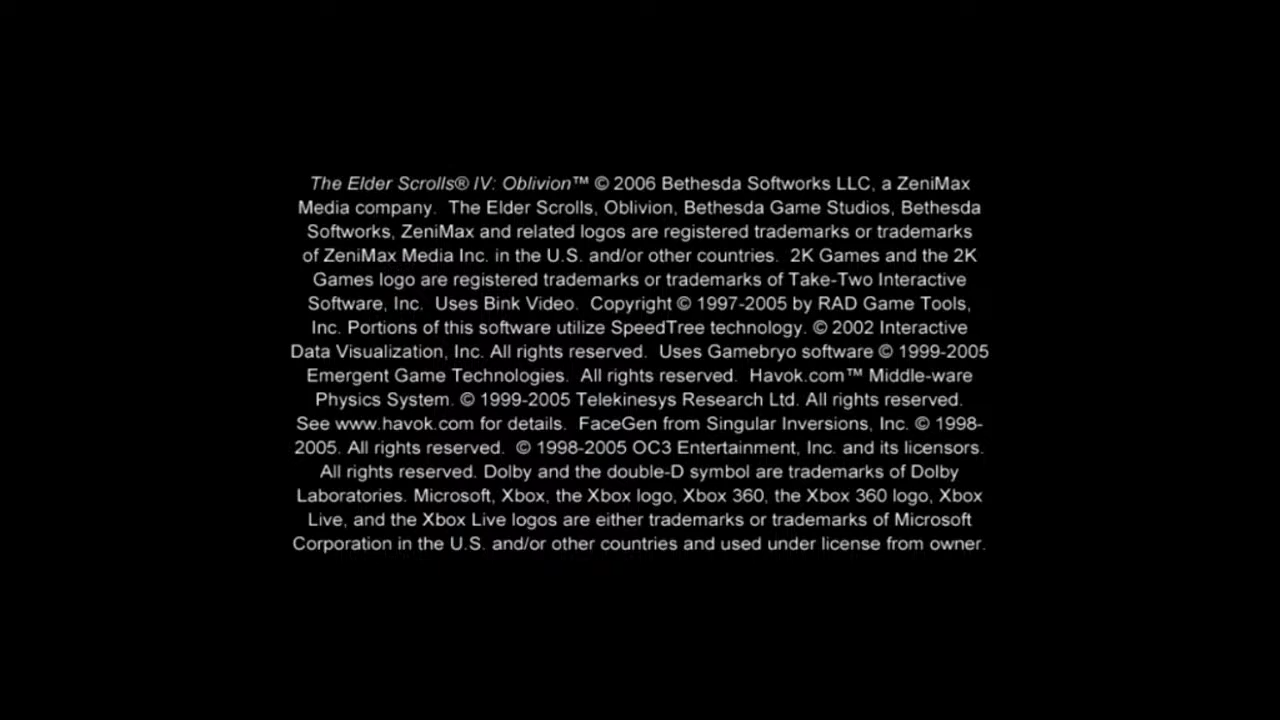 The Elder Scrolls® IV: Oblivion™ © 2006 Bethesda Softworks LLC, a ZeniMax
Media company.  The Elder Scrolls, Oblivion, Bethesda Game Studios, Bethesda
Softworks, ZeniMax and related logos are registered trademarks or trademarks
of ZeniMax Media Inc. in the U.S. and/or other countries.  2K Games and the 2K
Games logo are registered trademarks or trademarks of Take-Two Interactive
Software, Inc.  Uses Bink Video.  Copyright © 1997-2005 by RAD Game Tools,
Inc. Portions of this software utilize SpeedTree technology. © 2002 Interactive
Data Visualization, Inc. All rights reserved.  Uses Gamebryo software © 1999-2005
Emergent Game Technologies.  All rights reserved.  Havok.com™ Middle-ware
Physics System. © 1999-2005 Telekinesys Research Ltd. All rights reserved.
See www.havok.com for details.  FaceGen from Singular Inversions, Inc. © 1998-
2005. All rights reserved.  © 1998-2005 OC3 Entertainment, Inc. and its licensors.
All rights reserved. Dolby and the double-D symbol are trademarks of Dolby
Laboratories. Microsoft, Xbox, the Xbox logo, Xbox 360, the Xbox 360 logo, Xbox
Live, and the Xbox Live logos are either trademarks or trademarks of Microsoft
Corporation in the U.S. and/or other countries and used under license from owner.